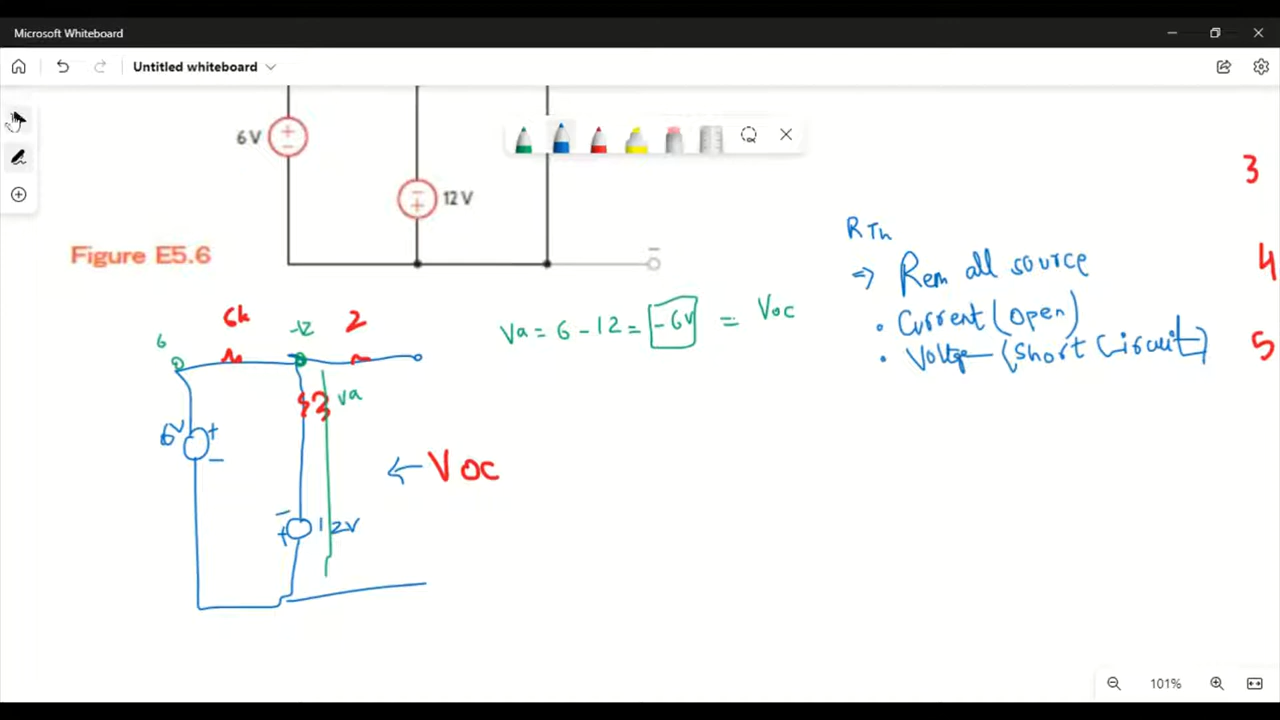 Microsoft Whiteboard
Untitled whiteboard
6 V
12 V
Figure E5.6
3
4
5
RTh
⇒ Rem all source
• Current (open)
• Voltge (Short Circuit)
Va = 6 - 12 = -6v = Voc
6k
-12
2
6
2
va
6V
+
-
← Voc
-
+
12V
101%